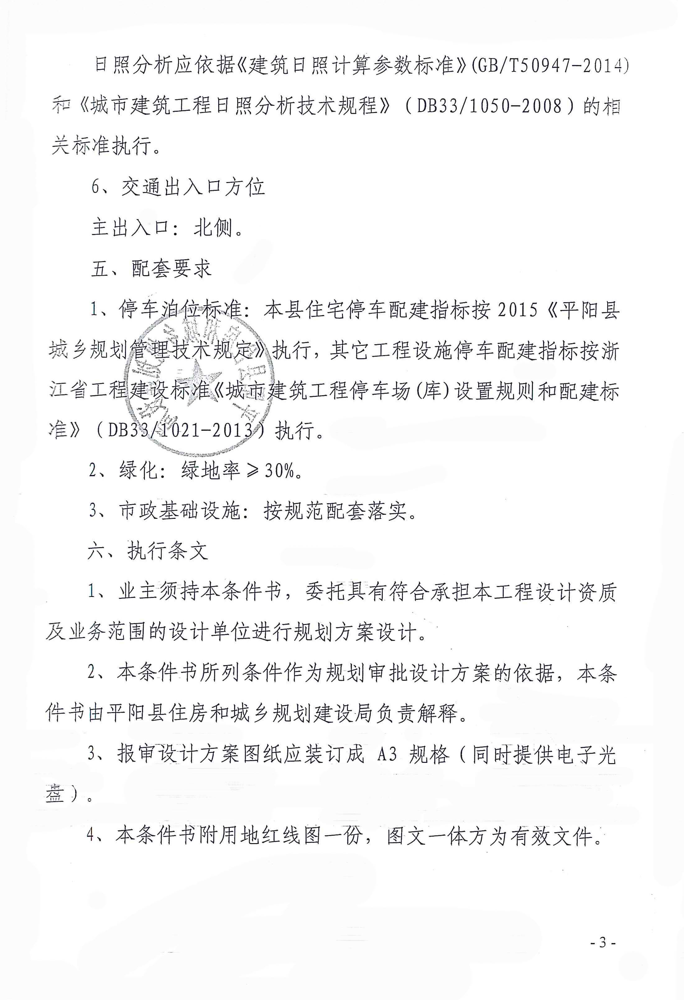 日照分析应依据《建筑日照计算参数标准》(GB/T50947-2014)
和《城市建筑工程日照分析技术规程》（DB33/1050-2008）的相
关标准执行。
6、交通出入口方位
主出入口：北侧。
五、配套要求
1、停车泊位标准：本县住宅停车配建指标按2015《平阳县
城乡规划管理技术规定》执行，其它工程设施停车配建指标按浙
江省工程建设标准《城市建筑工程停车场(库)设置规则和配建标
准》（DB33/1021-2013）执行。
2、绿化：绿地率≥30%。
3、市政基础设施：按规范配套落实。
六、执行条文
1、业主须持本条件书，委托具有符合承担本工程设计资质
及业务范围的设计单位进行规划方案设计。
2、本条件书所列条件作为规划审批设计方案的依据，本条
件书由平阳县住房和城乡规划建设局负责解释。
3、报审设计方案图纸应装订成 A3 规格（同时提供电子光
盘）。
4、本条件书附用地红线图一份，图文一体方为有效文件。
- 3 -